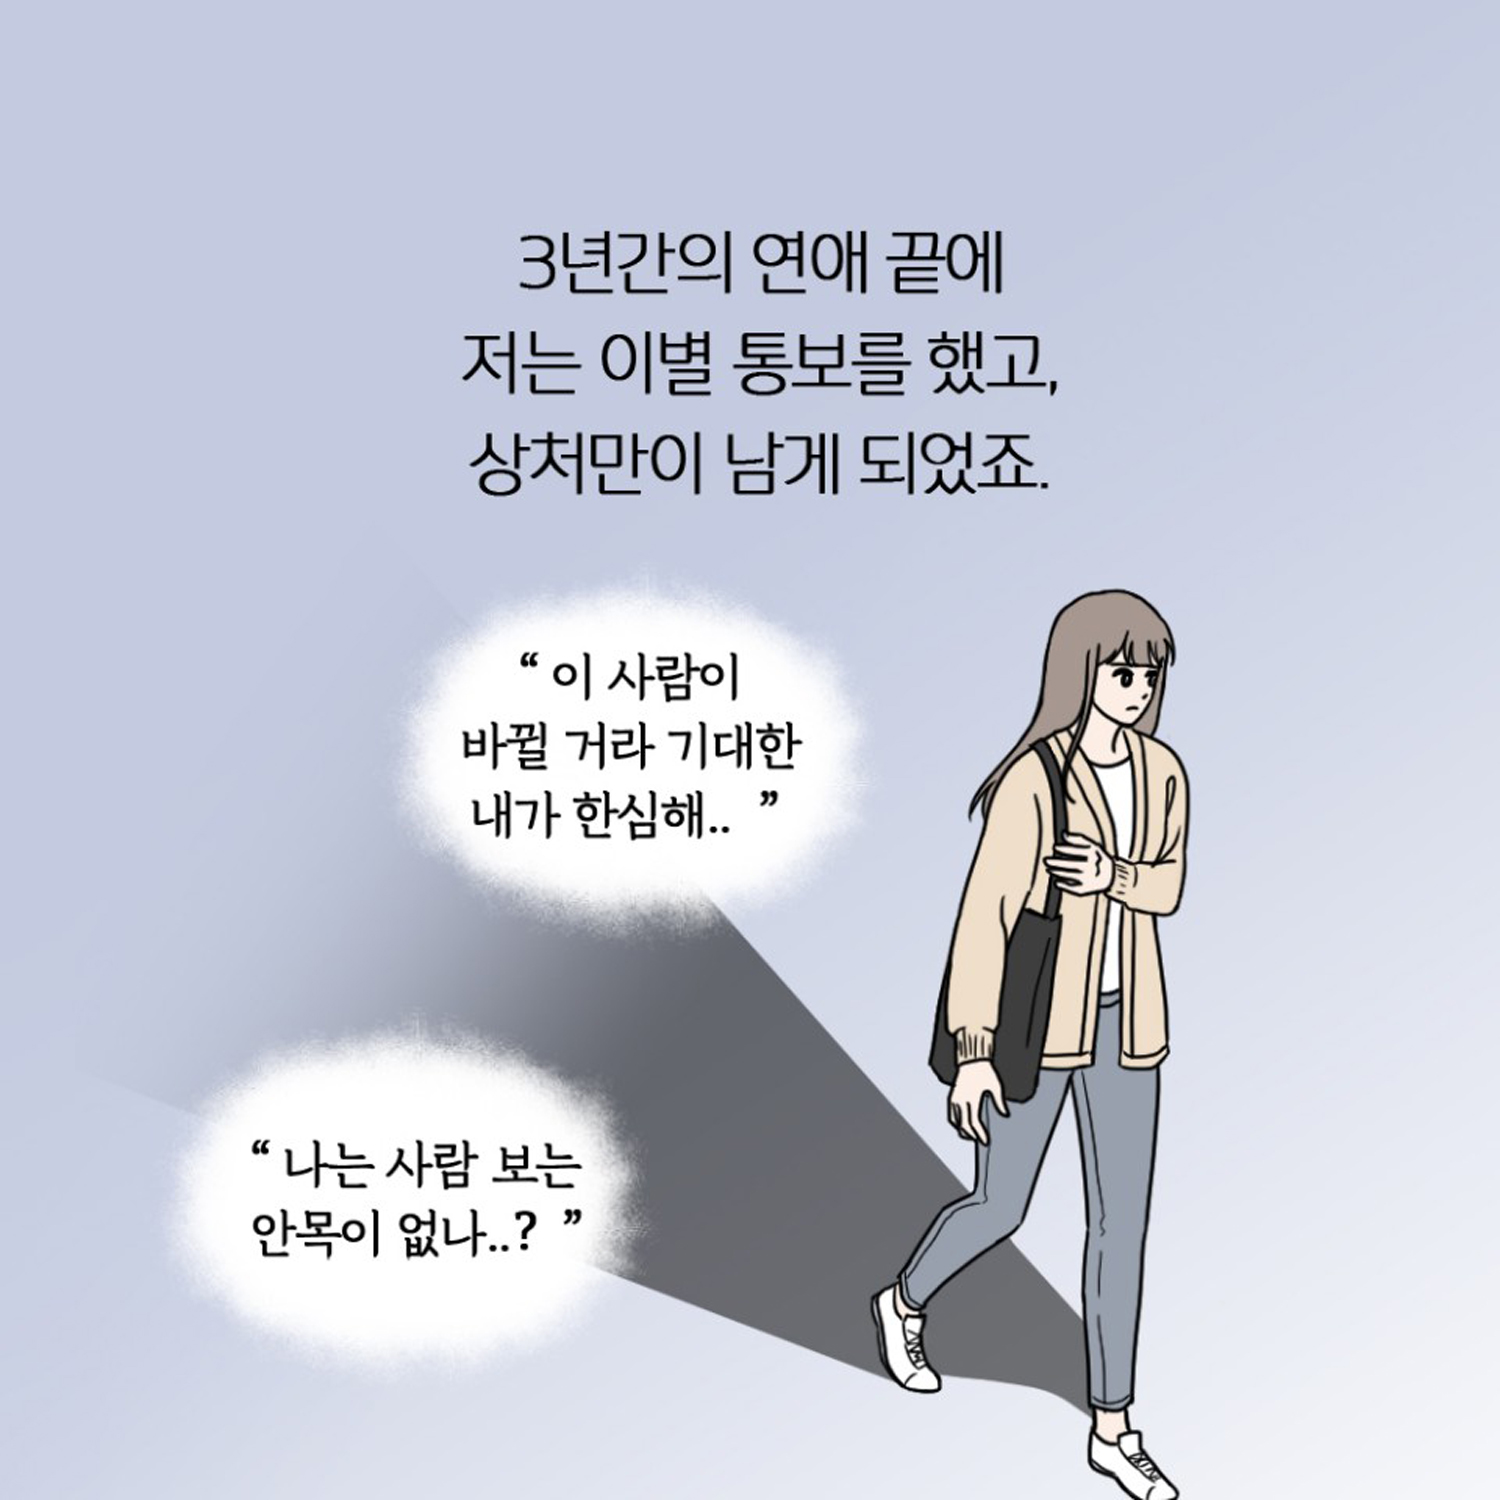 3년간의 연애 끝에
저는 이별 통보를 했고,
상처만이 남게 되었죠.
“ 이 사람이
바뀔 거라 기대한
내가 한심해.. ”
“ 나는 사람 보는
안목이 없나..? ”